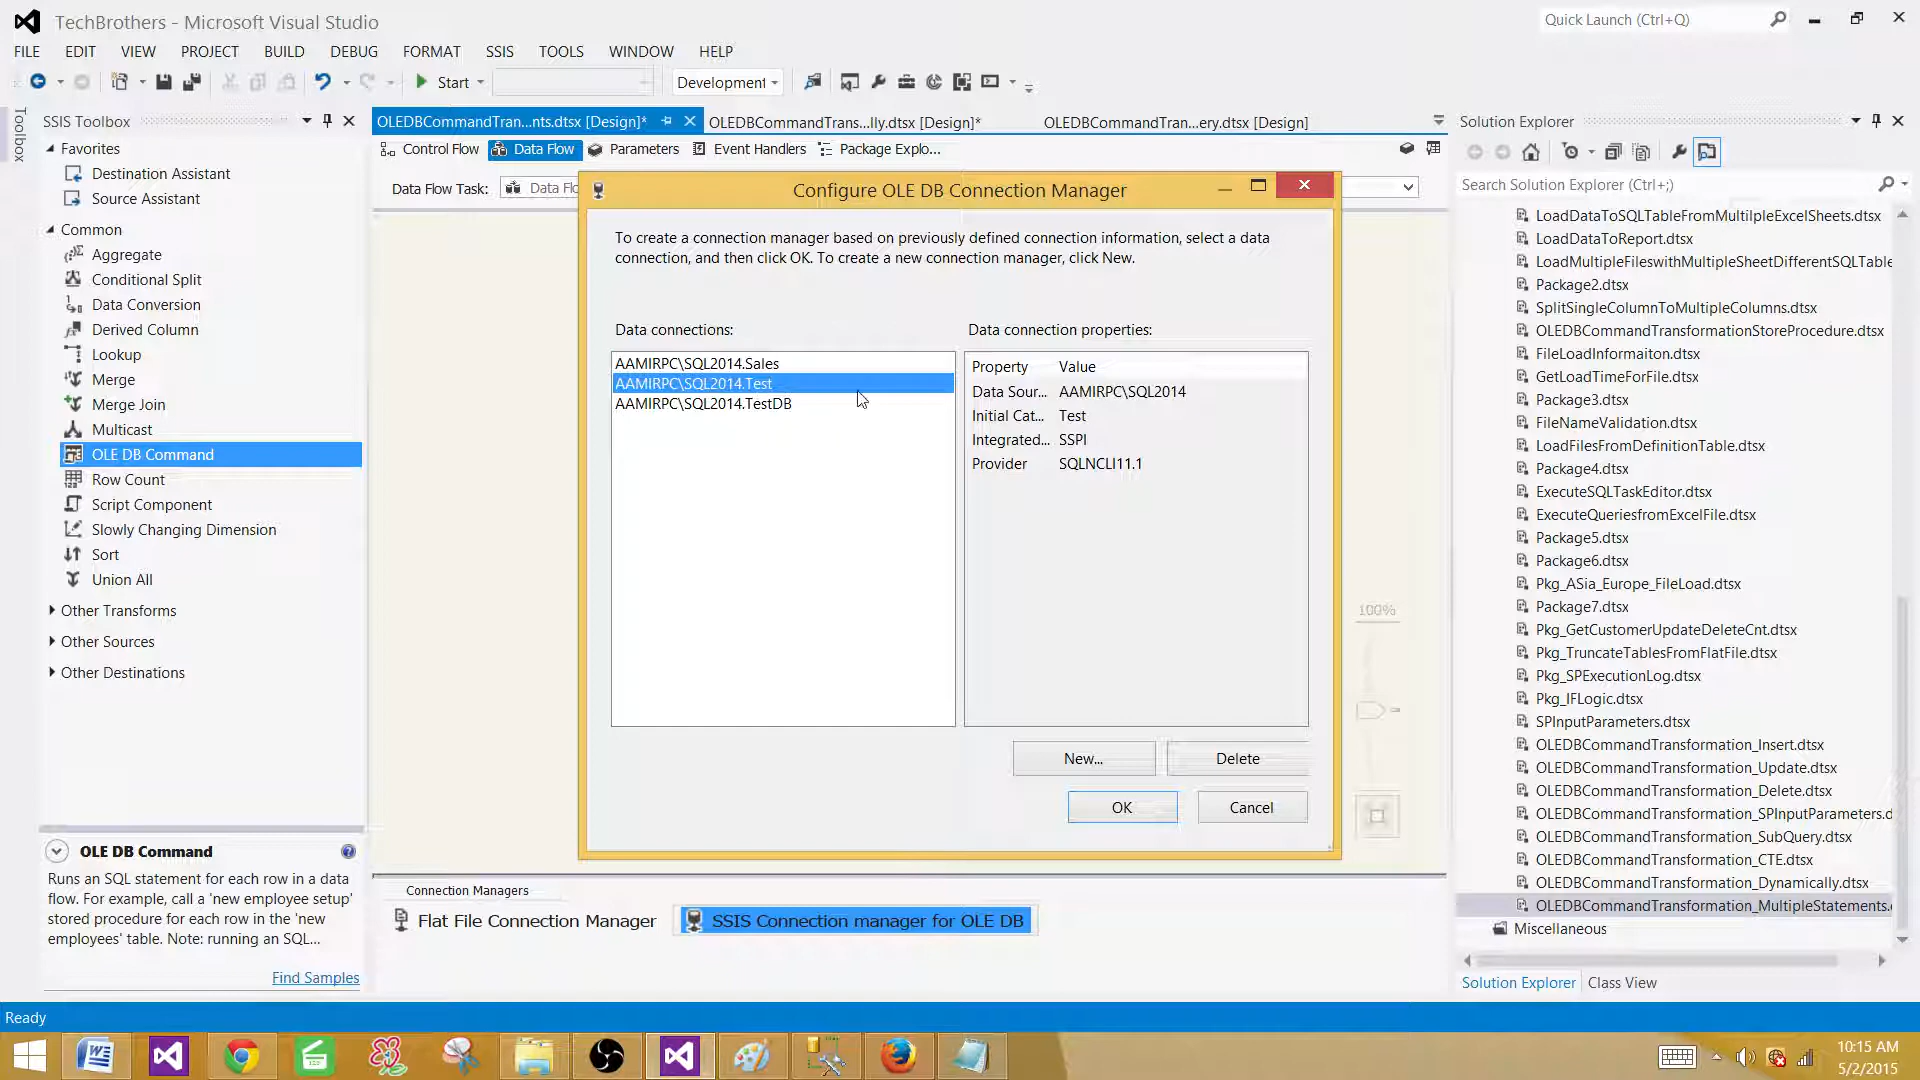 TechBrothers - Microsoft Visual Studio
Quick Launch (Ctrl+Q)
FILE EDIT VIEW PROJECT BUILD DEBUG FORMAT SSIS TOOLS WINDOW HELP
Start
Development
Toolbox
SSIS Toolbox
Favorites
Destination Assistant
Source Assistant
Common
Aggregate
Conditional Split
Data Conversion
Derived Column
Lookup
Merge
Merge Join
Multicast
OLE DB Command
Row Count
Script Component
Slowly Changing Dimension
Sort
Union All
Other Transforms
Other Sources
Other Destinations
OLE DB Command
Runs an SQL statement for each row in a data
flow. For example, call a 'new employee setup'
stored procedure for each row in the 'new
employees' table. Note: running an SQL...
Find Samples
OLEDBCommandTran...nts.dtsx [Design]*
OLEDBCommandTrans...lly.dtsx [Design]*
OLEDBCommandTran...ery.dtsx [Design]
Control Flow
Data Flow
Parameters
Event Handlers
Package Explo...
Data Flow Task:
Data Flo
Configure OLE DB Connection Manager
To create a connection manager based on previously defined connection information, select a data
connection, and then click OK. To create a new connection manager, click New.
Data connections:
AAMIRPC\SQL2014.Sales
AAMIRPC\SQL2014.Test
AAMIRPC\SQL2014.TestDB
Data connection properties:
Property Value
Data Sour... AAMIRPC\SQL2014
Initial Cat... Test
Integrated... SSPI
Provider SQLNCLI11.1
New...
Delete
OK
Cancel
100%
Connection Managers
Flat File Connection Manager
SSIS Connection manager for OLE DB
Solution Explorer
Search Solution Explorer (Ctrl+;)
LoadDataToSQLTableFromMultiIpleExcelSheets.dtsx
LoadDataToReport.dtsx
LoadMultipleFileswithMultipleSheetDifferentSQLTable
Package2.dtsx
SplitSingleColumnToMultipleColumns.dtsx
OLEDBCommandTransformationStoreProcedure.dtsx
FileLoadInformaiton.dtsx
GetLoadTimeForFile.dtsx
Package3.dtsx
FileNameValidation.dtsx
LoadFilesFromDefinitionTable.dtsx
Package4.dtsx
ExecuteSQLTaskEditor.dtsx
ExecuteQueriesfromExcelFile.dtsx
Package5.dtsx
Package6.dtsx
Pkg_ASia_Europe_FileLoad.dtsx
Package7.dtsx
Pkg_GetCustomerUpdateDeleteCnt.dtsx
Pkg_TruncateTablesFromFlatFile.dtsx
Pkg_SPExecutionLog.dtsx
Pkg_IFLogic.dtsx
SPInputParameters.dtsx
OLEDBCommandTransformation_Insert.dtsx
OLEDBCommandTransformation_Update.dtsx
OLEDBCommandTransformation_Delete.dtsx
OLEDBCommandTransformation_SPInputParameters.d
OLEDBCommandTransformation_SubQuery.dtsx
OLEDBCommandTransformation_CTE.dtsx
OLEDBCommandTransformation_Dynamically.dtsx
OLEDBCommandTransformation_MultipleStatements.
Miscellaneous
Solution Explorer Class View
Ready
10:15 AM
5/2/2015